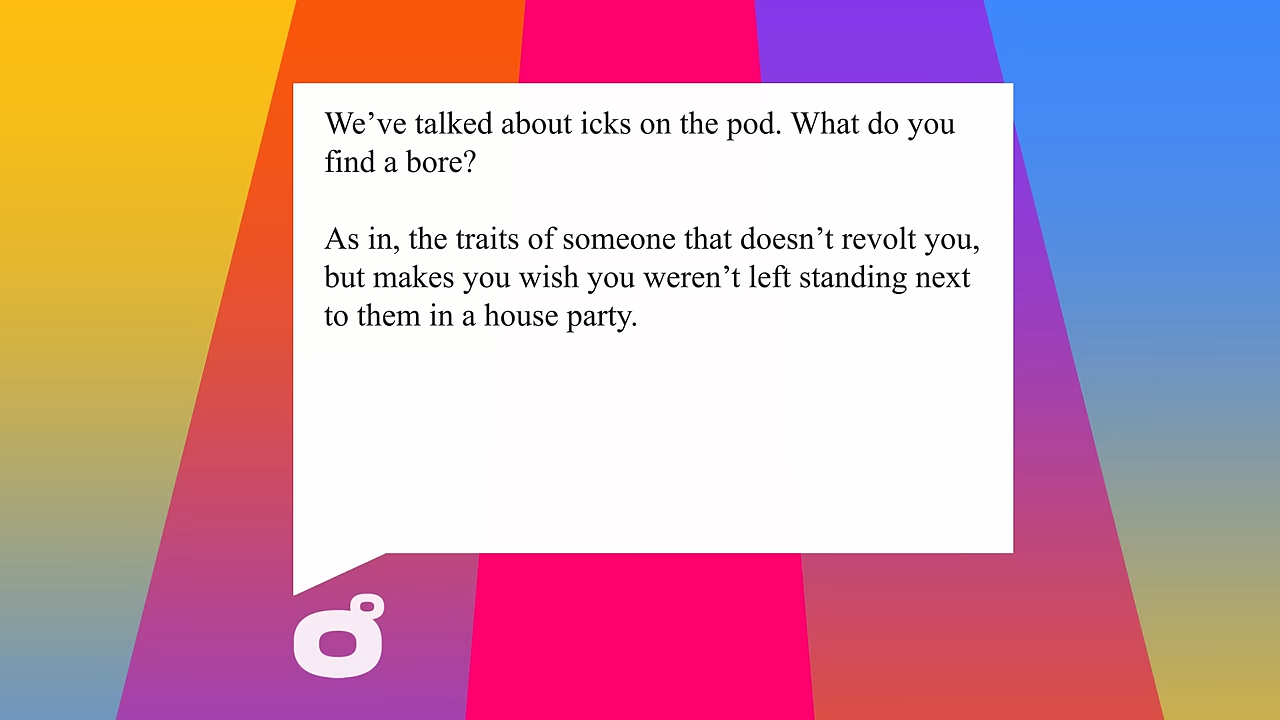 We’ve talked about icks on the pod. What do you
find a bore?
As in, the traits of someone that doesn’t revolt you,
but makes you wish you weren’t left standing next
to them in a house party.